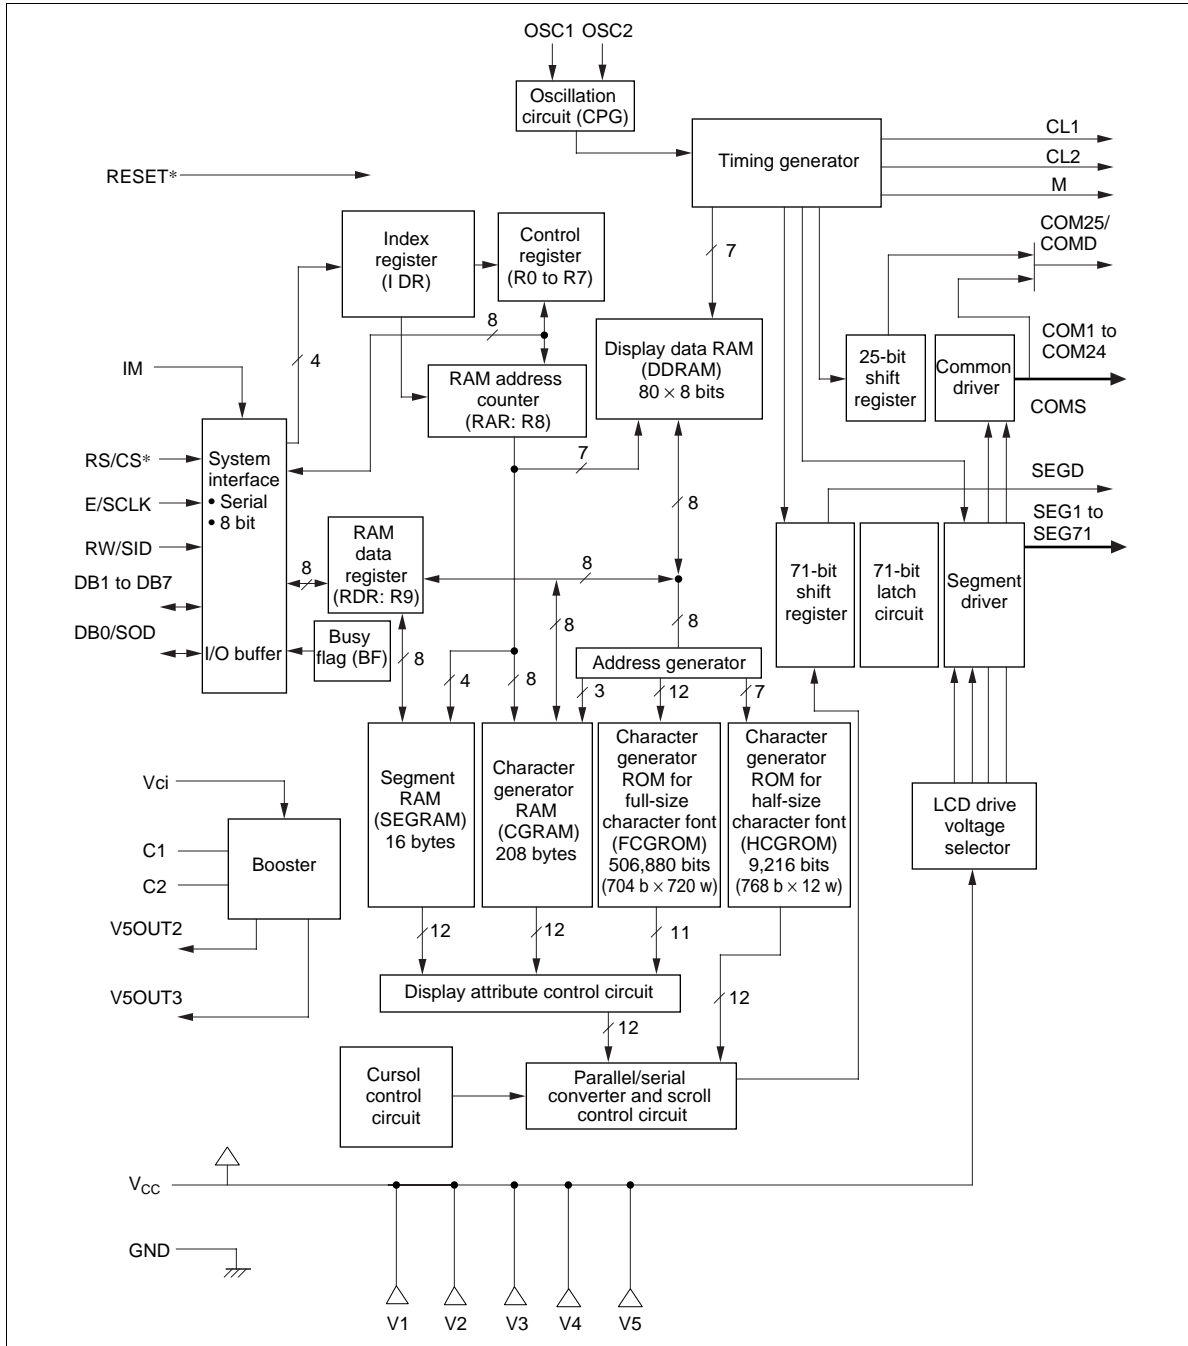 OSC1 OSC2
Oscillation
circuit (CPG)
Timing generator
CL1
CL2
M
RESET*
COM25/
COMD
Index
register
(I DR)
Control
register
(R0 to R7)
7
8
4
IM
Display data RAM
(DDRAM)
80 × 8 bits
25-bit
shift
register
Common
driver
COM1 to
COM24
COMS
RAM address
counter
(RAR: R8)
7
RS/CS*
E/SCLK
RW/SID
DB1 to DB7
DB0/SOD
System
interface
• Serial
• 8 bit
I/O buffer
8
SEGD
SEG1 to
SEG71
RAM
data
register
(RDR: R9)
8
8
71-bit
shift
register
71-bit
latch
circuit
Segment
driver
Busy
flag (BF)
8
8
8
Address generator
4
8
3
12
7
Segment
RAM
(SEGRAM)
16 bytes
Character
generator
RAM
(CGRAM)
208 bytes
Character
generator
ROM for
full-size
character font
(FCGROM)
506,880 bits
(704 b × 720 w)
Character
generator
ROM for
half-size
character font
(HCGROM)
9,216 bits
(768 b × 12 w)
LCD drive
voltage
selector
Vci
C1
C2
Booster
V5OUT2
V5OUT3
12
12
11
12
Display attribute control circuit
12
Cursol
control
circuit
Parallel/serial
converter and scroll
control circuit
VCC
GND
V1 V2 V3 V4 V5